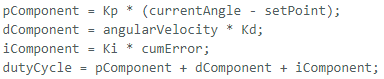 pComponent = Kp * (currentAngle - setPoint);
dComponent = angularVelocity * Kd;
iComponent = Ki * cumError;
dutyCycle = pComponent + dComponent + iComponent;